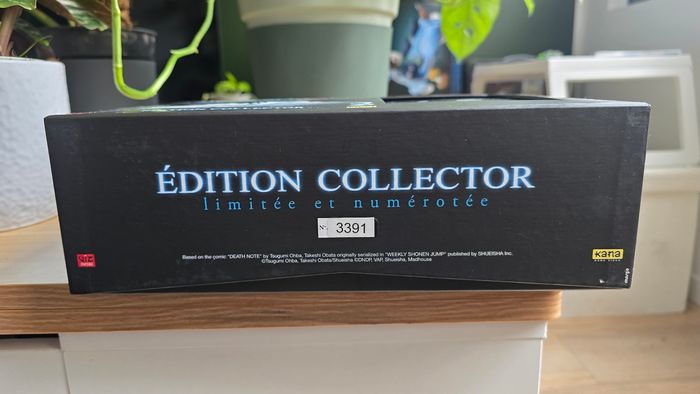 ÉDITION COLLECTOR
limitée et numérotée
N° 3391
Based on the comic "DEATH NOTE" by Tsugumi Ohba, Takeshi Obata originally serialized in "WEEKLY SHONEN JUMP" published by SHUEISHA Inc.
©Tsugumi Ohba, Takeshi Obata/Shueisha ©DNDP, VAP, Shueisha, Madhouse
KANA